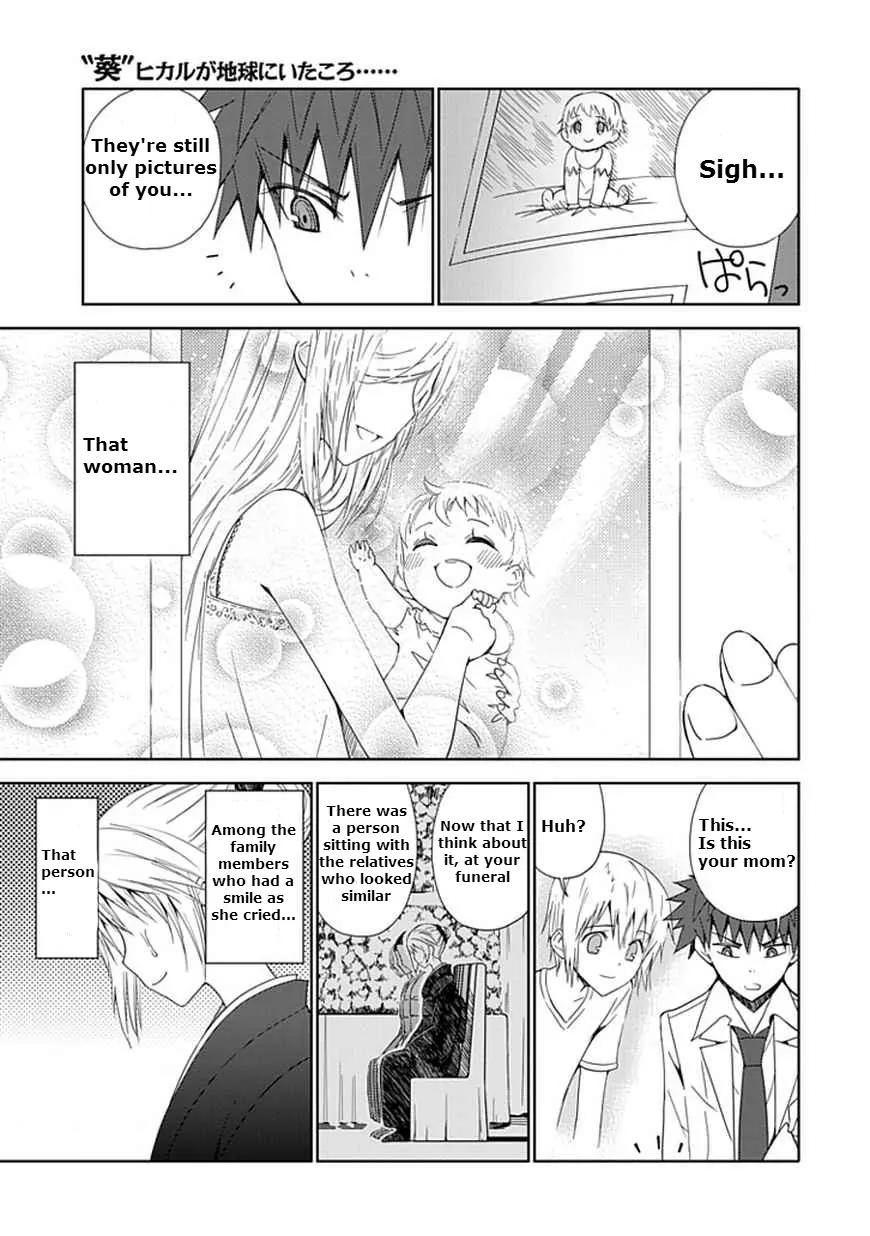 “葵”ヒカルが地球にいたころ……
Sigh...
ぱらっ
They're still
only pictures
of you...
That
woman...
This...
Is this
your mom?
Huh?
Now that I
think about
it, at your
funeral
There was
a person
sitting with
the relatives
who looked
similar
Among the
family
members
who had a
smile as
she cried...
That
person
...